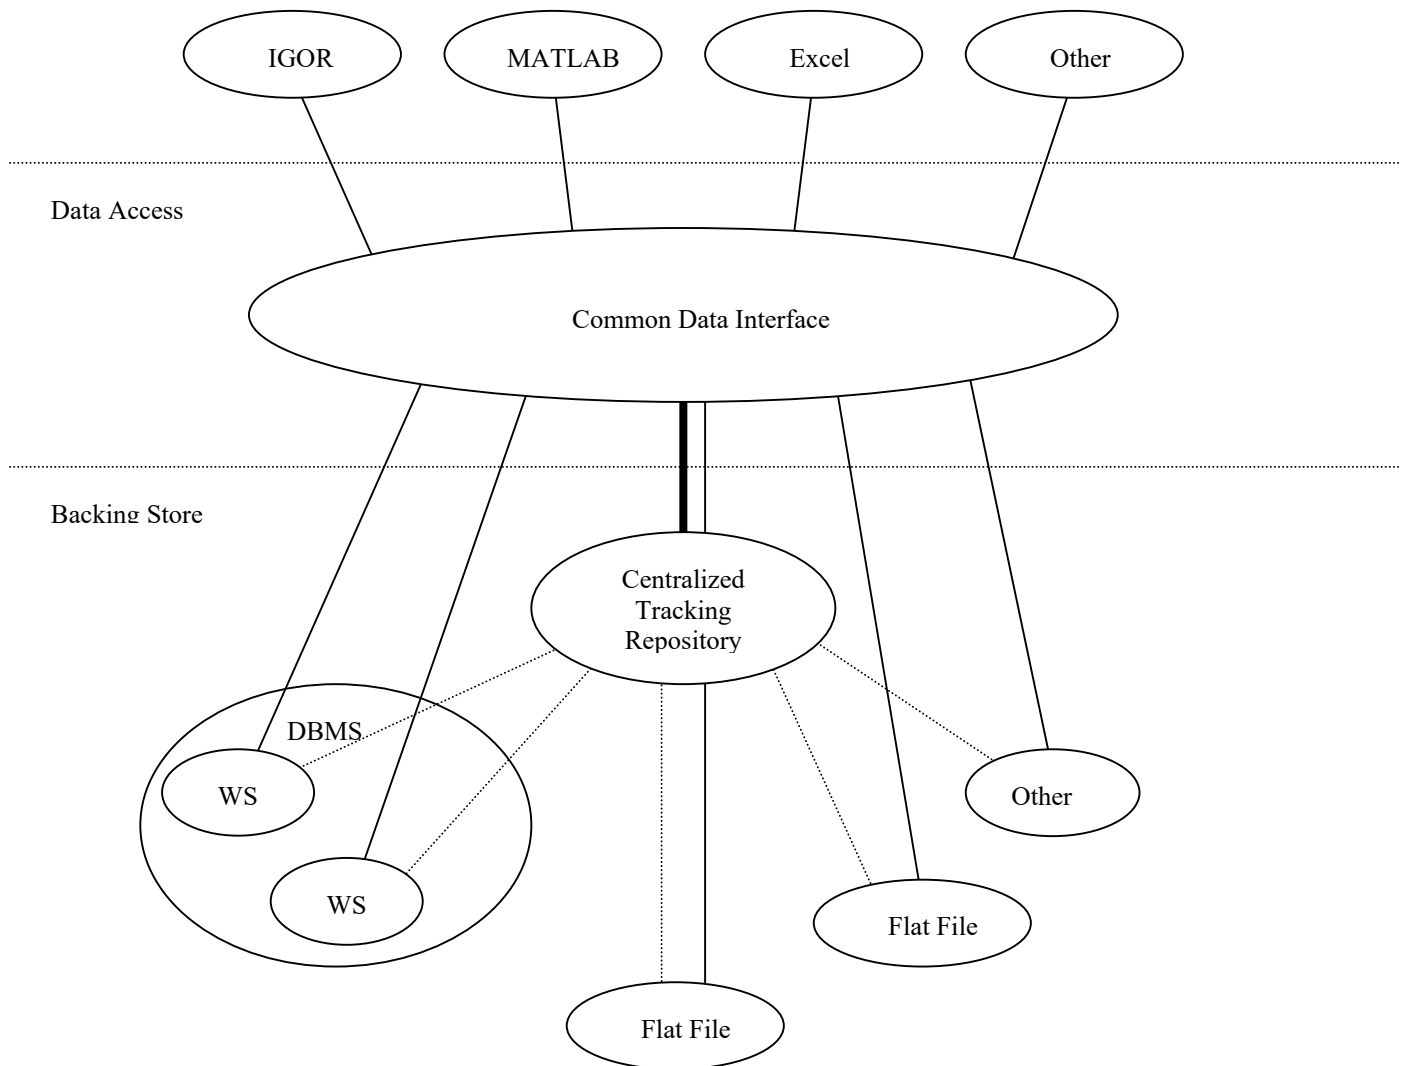 IGOR
MATLAB
Excel
Other
Data Access
Common Data Interface
Backing Store
Centralized
Tracking
Repository
DBMS
WS
Other
WS
Flat File
Flat File